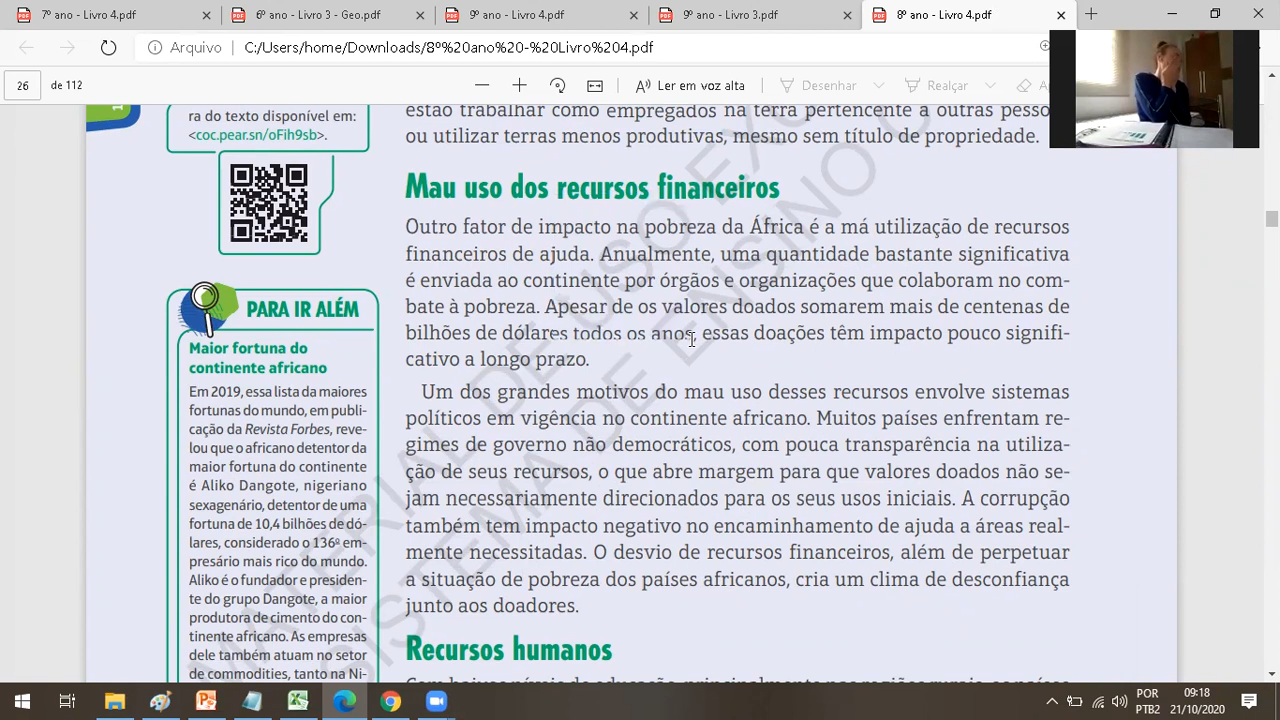 7º ano - Livro 4.pdf
6º ano - Livro 3 - Geo.pdf
9º ano - Livro 4.pdf
9º ano - Livro 3.pdf
8º ano - Livro 4.pdf
Arquivo
C:/Users/home/Downloads/8º%20ano%20-%20Livro%204.pdf
26
de 112
Ler em voz alta
Desenhar
Realçar
ra do texto disponível em:
<coc.pear.sn/oFih9sb>.
PARA IR ALÉM
Maior fortuna do
continente africano
Em 2019, essa lista da maiores
fortunas do mundo, em publi-
cação da Revista Forbes, reve-
lou que o africano detentor da
maior fortuna do continente
é Aliko Dangote, nigeriano
sexagenário, detentor de uma
fortuna de 10,4 bilhões de dó-
lares, considerado o 136º em-
presário mais rico do mundo.
Aliko é o fundador e presiden-
te do grupo Dangote, a maior
produtora de cimento do con-
tinente africano. As empresas
dele também atuam no setor
de commodities, tanto na Ni-
estão trabalhar como empregados na terra pertencente a outras
ou utilizar terras menos produtivas, mesmo sem título de propriedade.
Mau uso dos recursos financeiros
Outro fator de impacto na pobreza da África é a má utilização de recursos
financeiros de ajuda. Anualmente, uma quantidade bastante significativa
é enviada ao continente por órgãos e organizações que colaboram no com-
bate à pobreza. Apesar de os valores doados somarem mais de centenas de
bilhões de dólares todos os anos, essas doações têm impacto pouco signifi-
cativo a longo prazo.
Um dos grandes motivos do mau uso desses recursos envolve sistemas
políticos em vigência no continente africano. Muitos países enfrentam re-
gimes de governo não democráticos, com pouca transparência na utiliza-
ção de seus recursos, o que abre margem para que valores doados não se-
jam necessariamente direcionados para os seus usos iniciais. A corrupção
também tem impacto negativo no encaminhamento de ajuda a áreas real-
mente necessitadas. O desvio de recursos financeiros, além de perpetuar
a situação de pobreza dos países africanos, cria um clima de desconfiança
junto aos doadores.
Recursos humanos
MATERIAL DE USO
SISTEMA DE ENSINO
POR
PTB2
09:18
21/10/2020